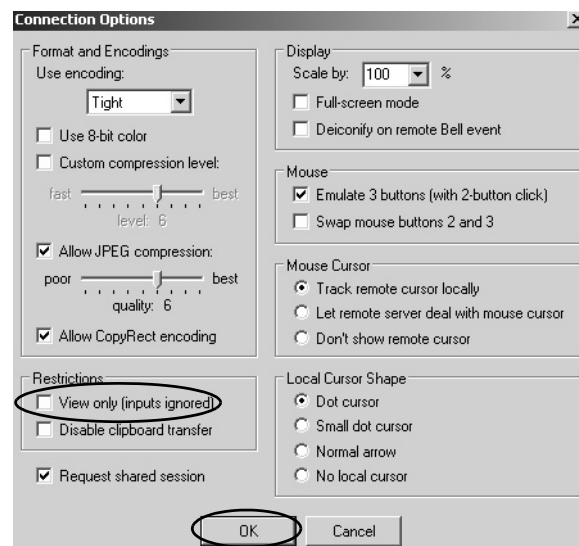 Connection Options
Format and Encodings
Use encoding:
Tight
Use 8-bit color
Custom compression level:
fast best
level: 6
Allow JPEG compression:
poor best
quality: 6
Allow CopyRect encoding
Restrictions
View only (inputs ignored)
Disable clipboard transfer
Request shared session
Display
Scale by: 100 %
Full-screen mode
Deiconify on remote Bell event
Mouse
Emulate 3 buttons (with 2-button click)
Swap mouse buttons 2 and 3
Mouse Cursor
Track remote cursor locally
Let remote server deal with mouse cursor
Don't show remote cursor
Local Cursor Shape
Dot cursor
Small dot cursor
Normal arrow
No local cursor
OK Cancel